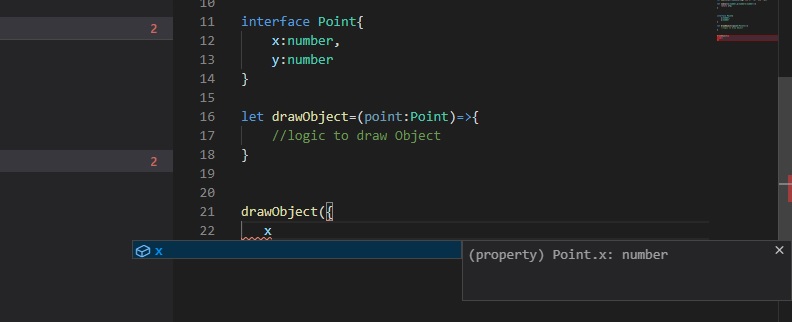 10
2
11 interface Point{
12 x:number,
13 y:number
14 }
15
16 let drawObject=(point:Point)=>{
17 //logic to draw Object
18 }
2
19
20
21 drawObject({
22 x
x
(property) Point.x: number